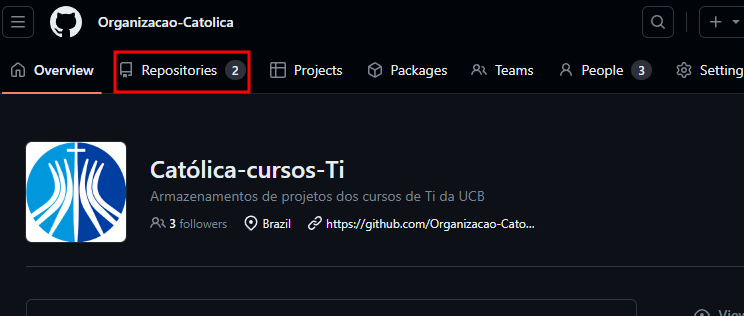 Organizacao-Catolica
Overview Repositories 2 Projects Packages Teams People 3 Setting
Católica-cursos-Ti
Armazenamentos de projetos dos cursos de Ti da UCB
3 followers Brazil https://github.com/Organizacao-Cato...
View